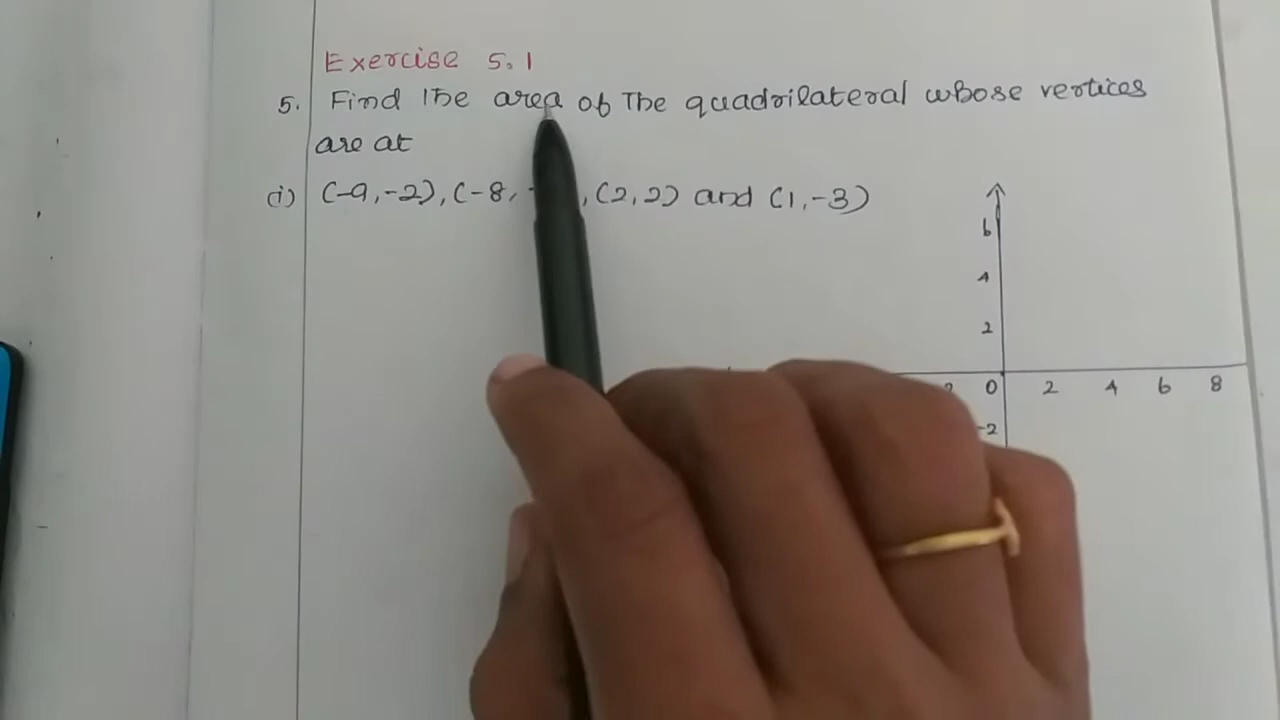 Exercise 5.1
5. Find the area of the quadrilateral whose vertices
are at
(i) (-9,-2), (-8, , (2,2) and (1,-3)
6
4
2
0 2 4 6 8
-2